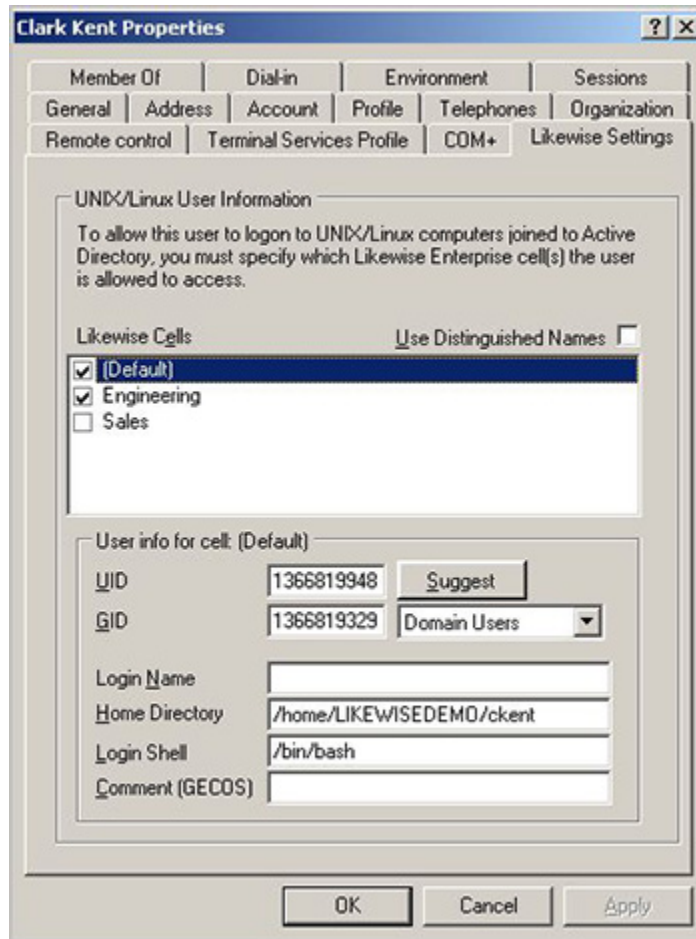 Clark Kent Properties
Member Of Dial-in Environment Sessions
General Address Account Profile Telephones Organization
Remote control Terminal Services Profile COM+ Likewise Settings
UNIX/Linux User Information
To allow this user to logon to UNIX/Linux computers joined to Active
Directory, you must specify which Likewise Enterprise cell(s) the user
is allowed to access.
Likewise Cells Use Distinguished Names
(Default)
Engineering
Sales
User info for cell: (Default)
UID 1366819948 Suggest
GID 1366819329 Domain Users
Login Name
Home Directory /home/LIKEWISEDEMO/ckent
Login Shell /bin/bash
Comment (GECOS)
OK Cancel Apply